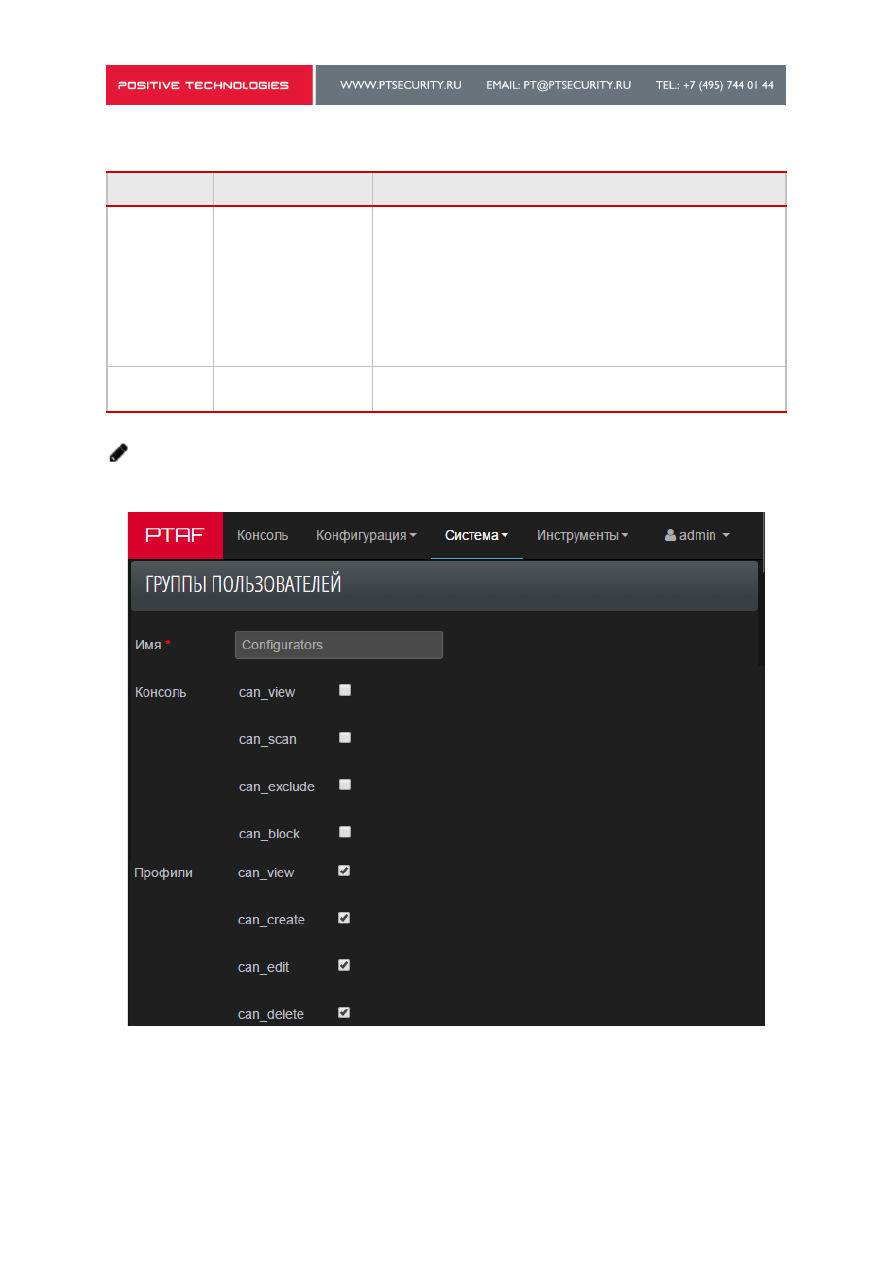 POSITIVE TECHNOLOGIES WWW.PTSECURITY.RU EMAIL: PT@PTSECURITY.RU TEL.: +7 (495) 744 01 44
PTAF Консоль Конфигурация Система Инструменты admin
ГРУППЫ ПОЛЬЗОВАТЕЛЕЙ
Имя * Configurators
Консоль can_view
can_scan
can_exclude
can_block
Профили can_view
can_create
can_edit
can_delete